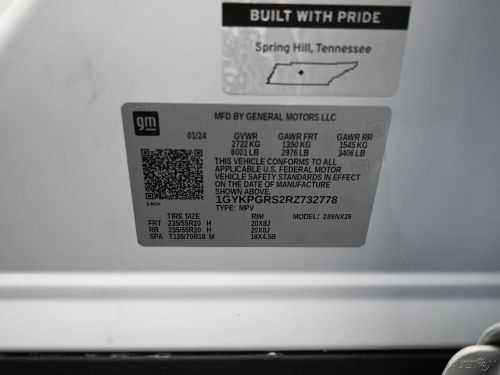 BUILT WITH PRIDE
Spring Hill, Tennessee
gm
MFD BY GENERAL MOTORS LLC
01/24 GVWR GAWR FRT GAWR RR
2722 KG 1350 KG 1545 KG
6001 LB 2976 LB 3406 LB
THIS VEHICLE CONFORMS TO ALL
APPLICABLE U.S. FEDERAL MOTOR
VEHICLE SAFETY STANDARDS IN
EFFECT ON THE DATE OF
MANUFACTURE SHOWN ABOVE.
1GYKPGRS2RZ732778
TYPE: MPV MODEL: 286NX26
140X
TIRE SIZE RIM
FRT 235/55R20 H 20X8J
RR 235/55R20 H 20X8J
SPA T135/70R18 M 18X4.5B